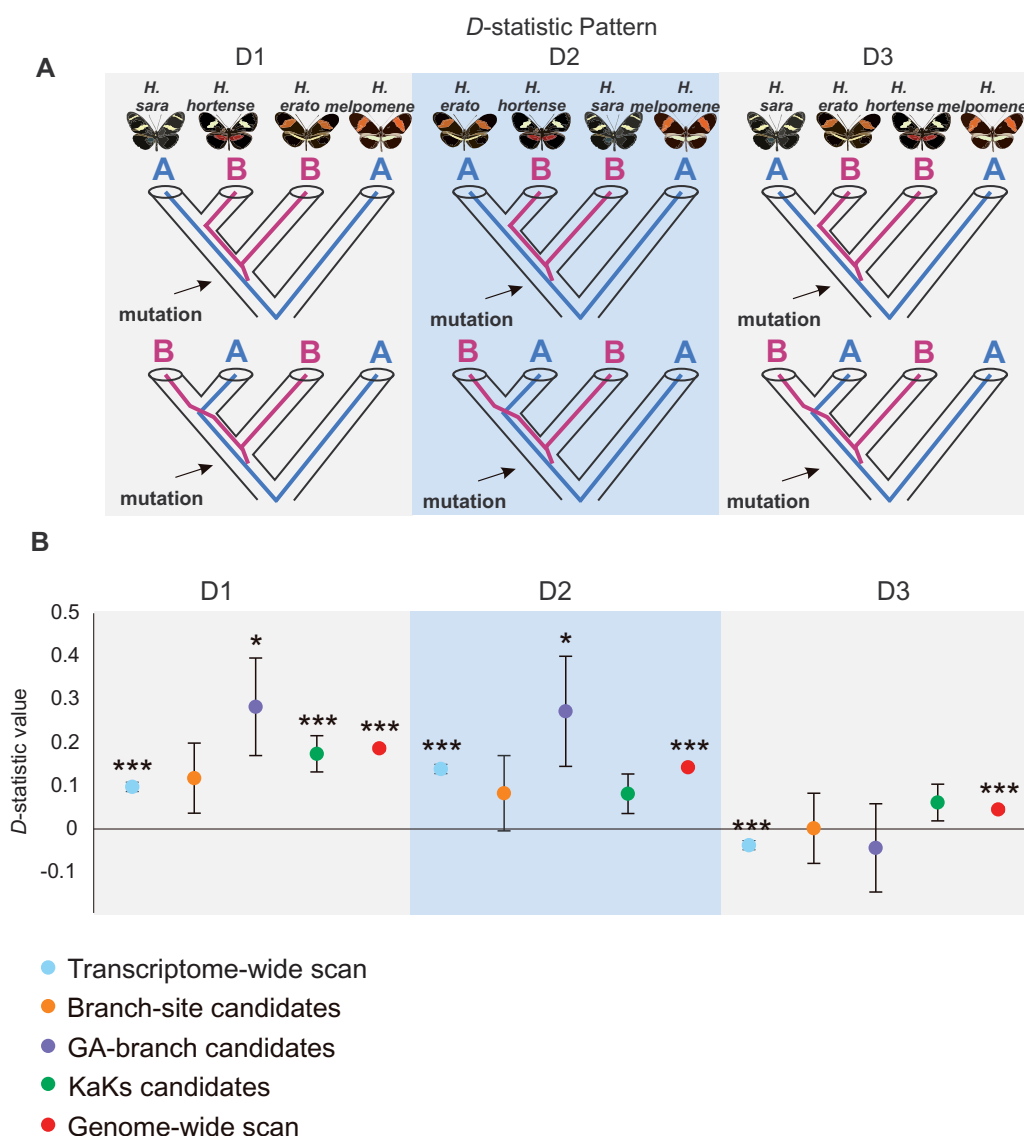 D-statistic Pattern
D1 D2 D3
A
H. sara H. hortense H. erato H. melpomene
H. erato H. hortense H. sara H. melpomene
H. sara H. erato H. hortense H. melpomene
A B B A A B B A A B B A
mutation mutation mutation
B A B A B A B A B A B A
mutation mutation mutation
B
D1 D2 D3
D-statistic value
0.5
0.4
0.3
0.2
0.1
0
-0.1
*** * *** ***
*** * ***
*** ***
Transcriptome-wide scan
Branch-site candidates
GA-branch candidates
KaKs candidates
Genome-wide scan